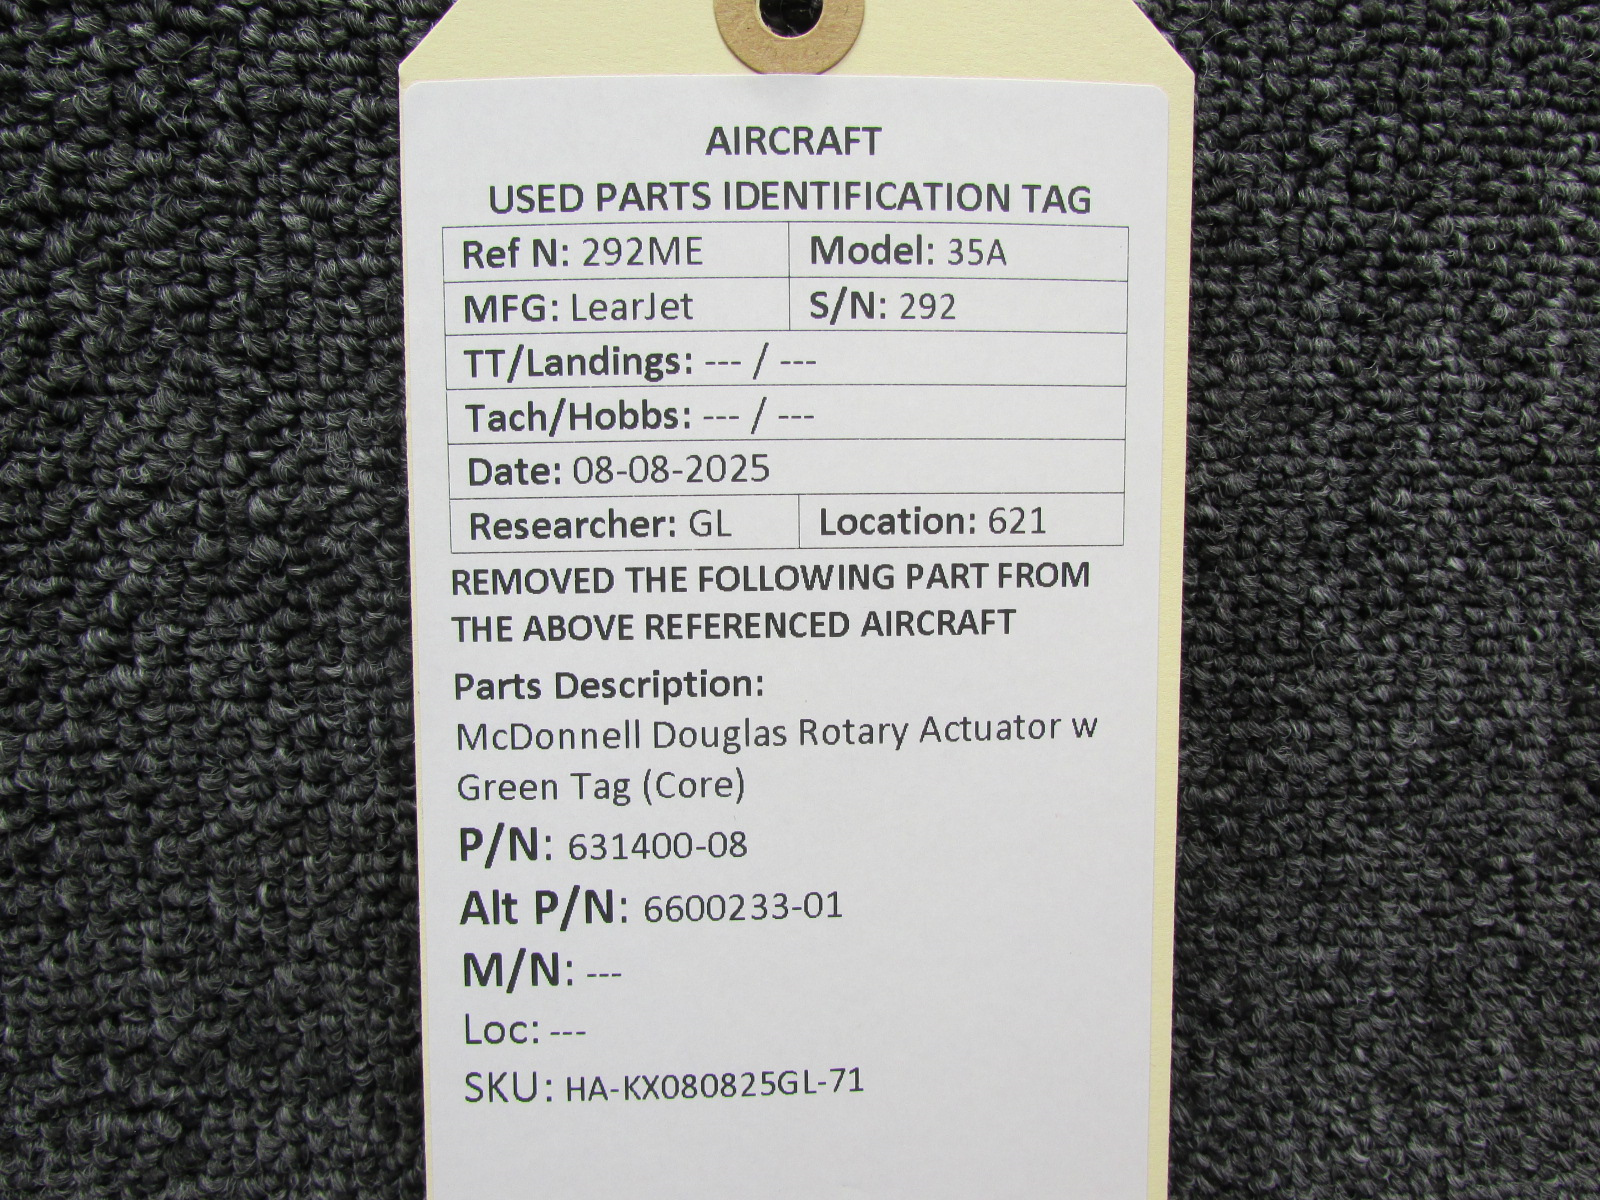 AIRCRAFT
USED PARTS IDENTIFICATION TAG
Ref N: 292ME Model: 35A
MFG: LearJet S/N: 292
TT/Landings: --- / ---
Tach/Hobbs: --- / ---
Date: 08-08-2025
Researcher: GL Location: 621
REMOVED THE FOLLOWING PART FROM
THE ABOVE REFERENCED AIRCRAFT
Parts Description:
McDonnell Douglas Rotary Actuator w
Green Tag (Core)
P/N: 631400-08
Alt P/N: 6600233-01
M/N: ---
Loc: ---
SKU: HA-KX080825GL-71